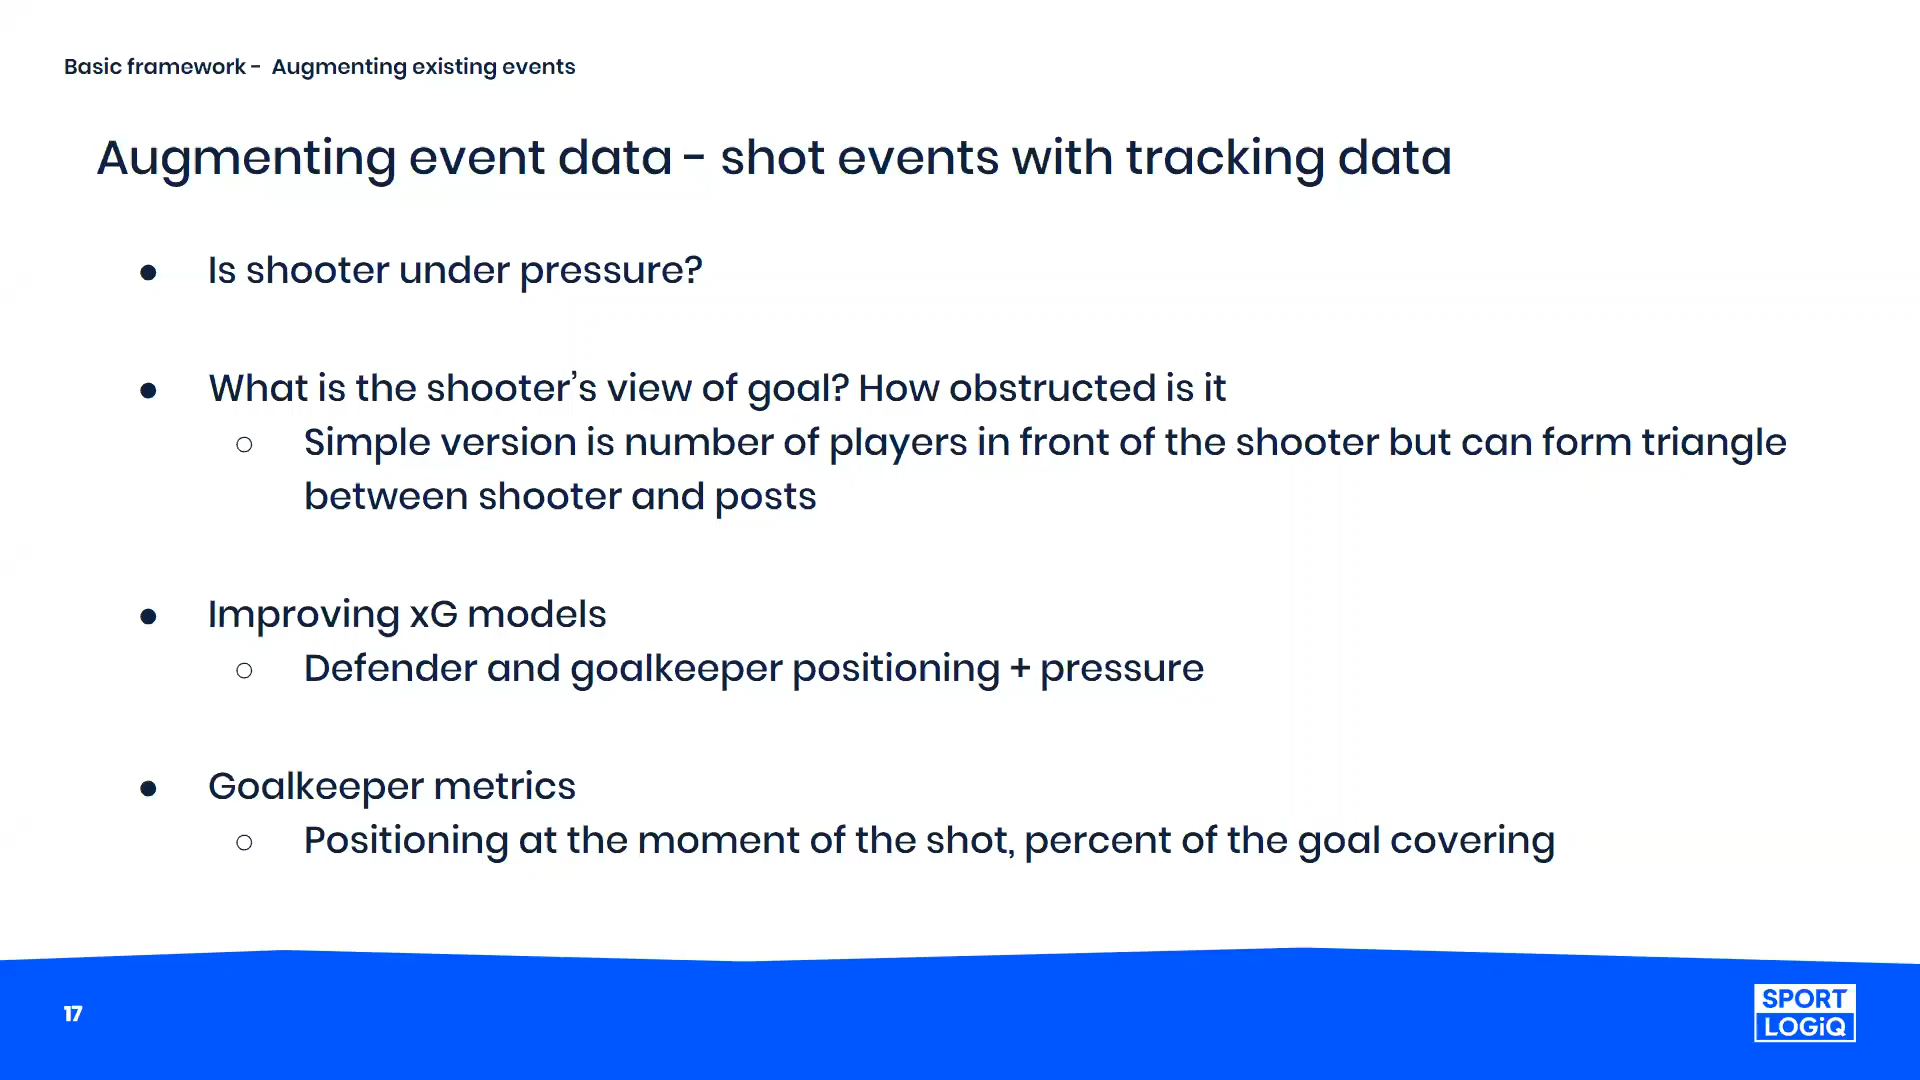 Basic framework - Augmenting existing events
Augmenting event data - shot events with tracking data
● Is shooter under pressure?
● What is the shooter's view of goal? How obstructed is it
○ Simple version is number of players in front of the shooter but can form triangle
between shooter and posts
● Improving xG models
○ Defender and goalkeeper positioning + pressure
● Goalkeeper metrics
○ Positioning at the moment of the shot, percent of the goal covering
17
SPORT
LOGiQ